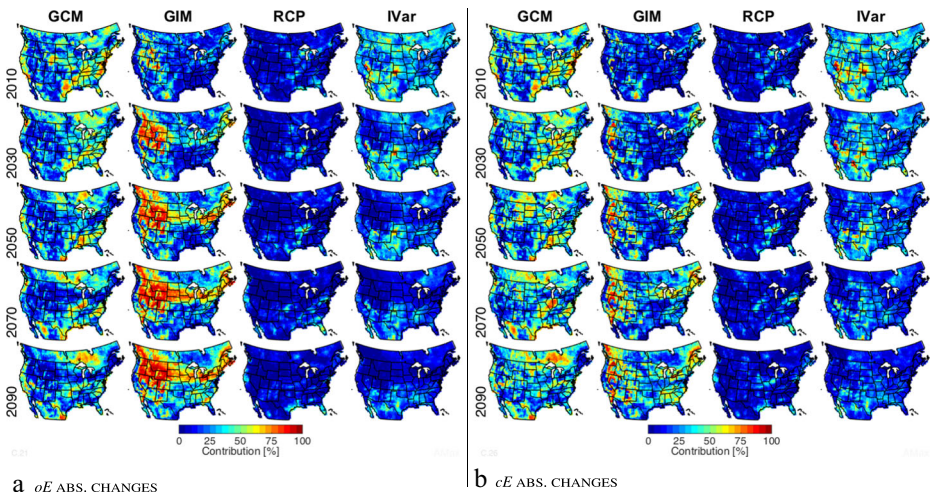 GCM GIM RCP IVar
2010
2030
2050
2070
2090
0 25 50 75 100
Contribution [%]
a oE ABS. CHANGES
GCM GIM RCP IVar
2010
2030
2050
2070
2090
0 25 50 75 100
Contribution [%]
b cE ABS. CHANGES